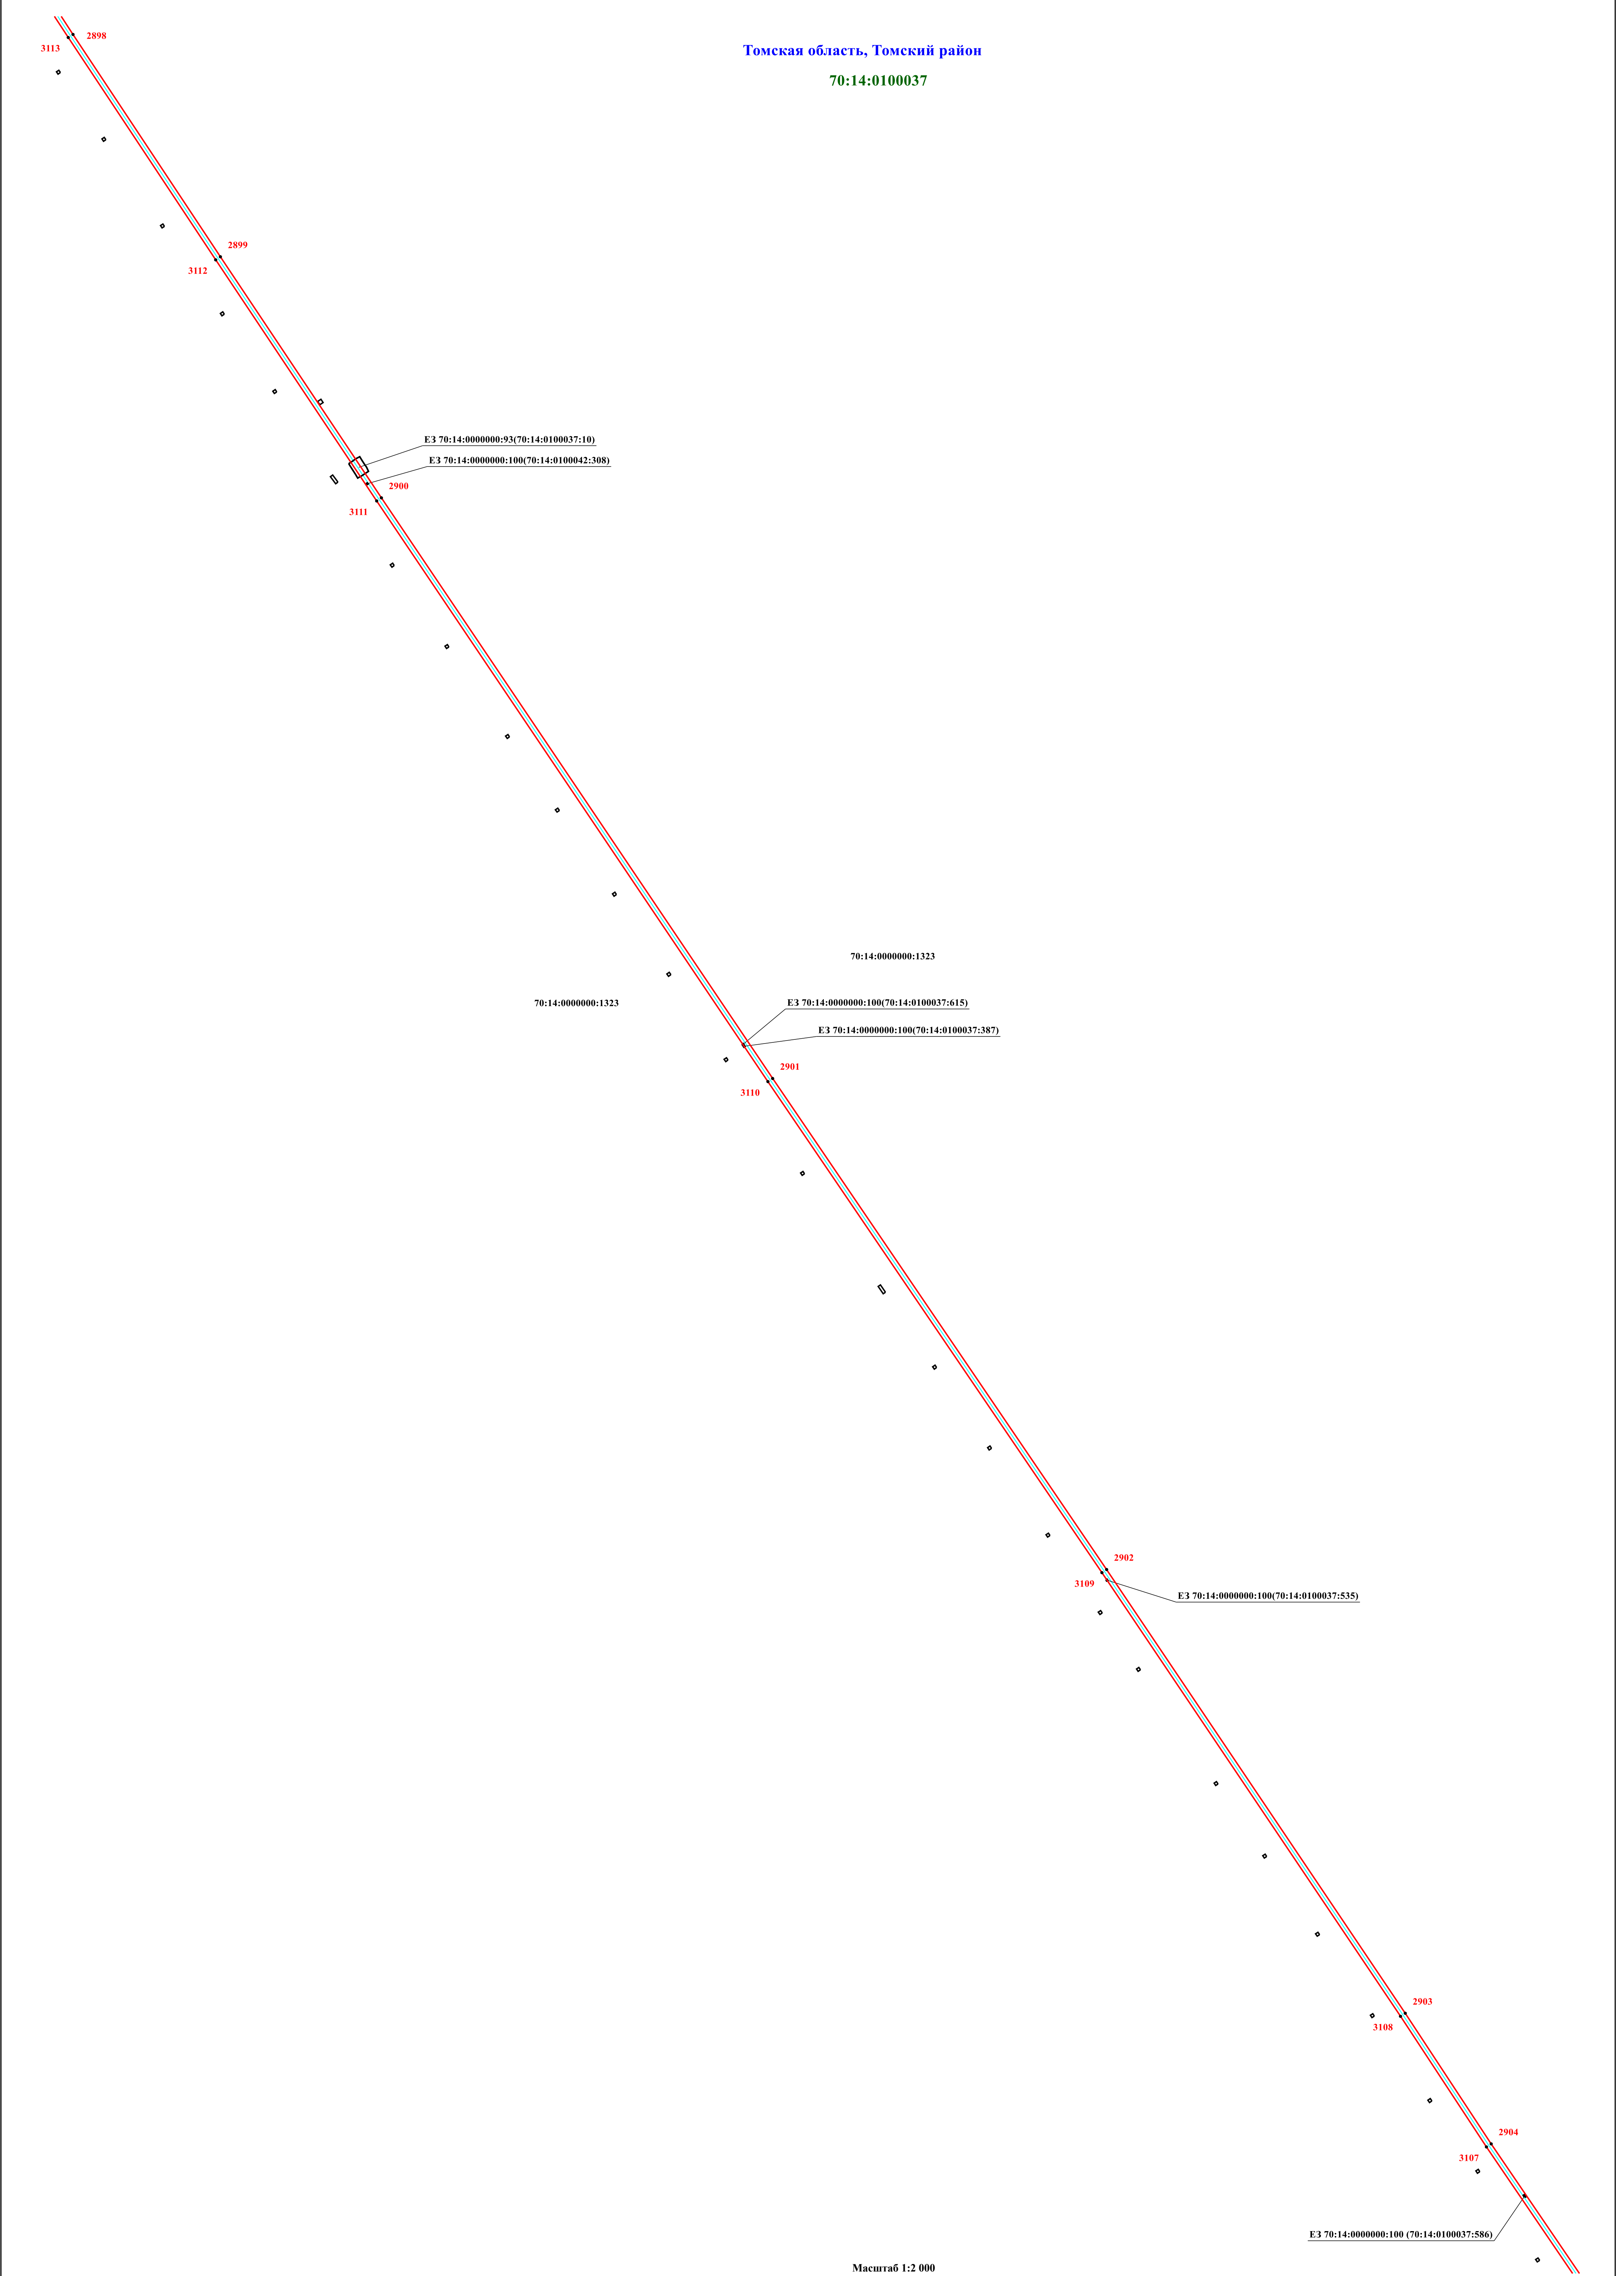 2898
3113
Томская область, Томский район
70:14:0100037
2899
3112
ЕЗ 70:14:0000000:93(70:14:0100037:10)
ЕЗ 70:14:0000000:100(70:14:0100042:308)
2900
3111
70:14:0000000:1323
70:14:0000000:1323
ЕЗ 70:14:0000000:100(70:14:0100037:615)
ЕЗ 70:14:0000000:100(70:14:0100037:387)
2901
3110
2902
3109
ЕЗ 70:14:0000000:100(70:14:0100037:535)
2903
3108
2904
3107
ЕЗ 70:14:0000000:100 (70:14:0100037:586)
Масштаб 1:2 000